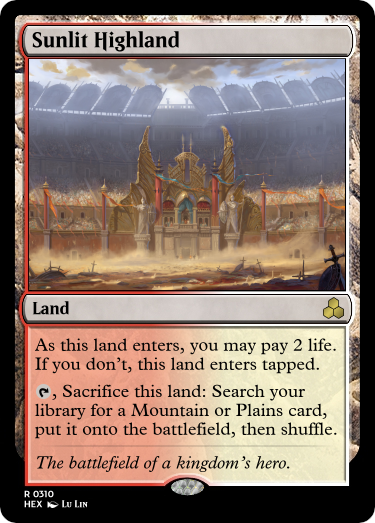 Sunlit Highland
Land
As this land enters, you may pay 2 life.
If you don't, this land enters tapped.
, Sacrifice this land: Search your
library for a Mountain or Plains card,
put it onto the battlefield, then shuffle.
The battlefield of a kingdom's hero.
R 0310
HEX Lu Lin